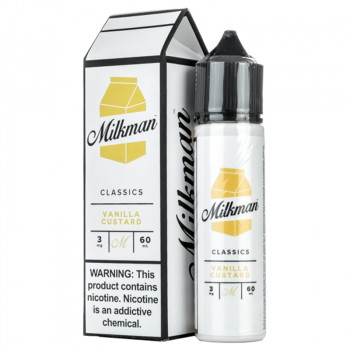 Milkman
CLASSICS
VANILLA
CUSTARD
3 mg M 60 mL
WARNING: This
product contains
nicotine. Nicotine
is an addictive
chemical.
Milkman
Milkman
CLASSICS
VANILLA
CUSTARD
3 mg M 60 mL